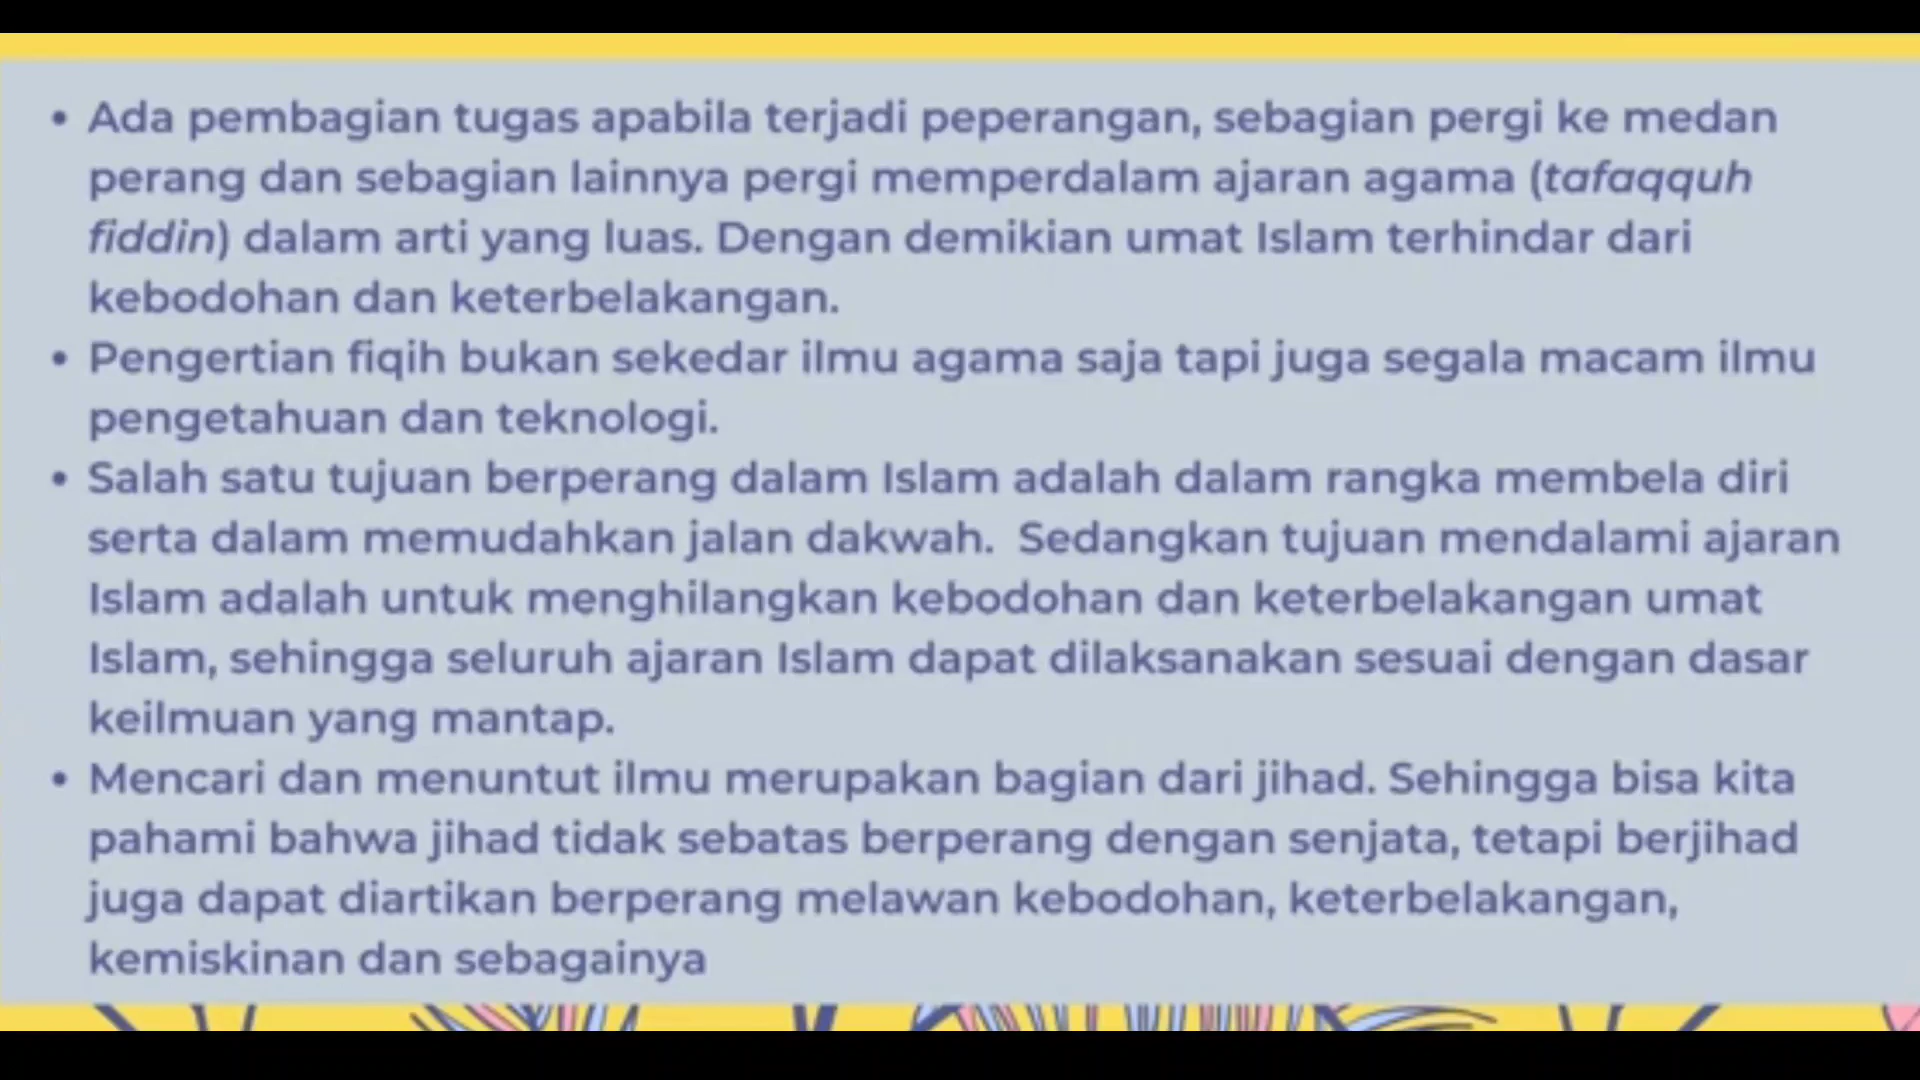 • Ada pembagian tugas apabila terjadi peperangan, sebagian pergi ke medan
perang dan sebagian lainnya pergi memperdalam ajaran agama (tafaqquh
fiddin) dalam arti yang luas. Dengan demikian umat Islam terhindar dari
kebodohan dan keterbelakangan.
• Pengertian fiqih bukan sekedar ilmu agama saja tapi juga segala macam ilmu
pengetahuan dan teknologi.
• Salah satu tujuan berperang dalam Islam adalah dalam rangka membela diri
serta dalam memudahkan jalan dakwah. Sedangkan tujuan mendalami ajaran
Islam adalah untuk menghilangkan kebodohan dan keterbelakangan umat
Islam, sehingga seluruh ajaran Islam dapat dilaksanakan sesuai dengan dasar
keilmuan yang mantap.
• Mencari dan menuntut ilmu merupakan bagian dari jihad. Sehingga bisa kita
pahami bahwa jihad tidak sebatas berperang dengan senjata, tetapi berjihad
juga dapat diartikan berperang melawan kebodohan, keterbelakangan,
kemiskinan dan sebagainya